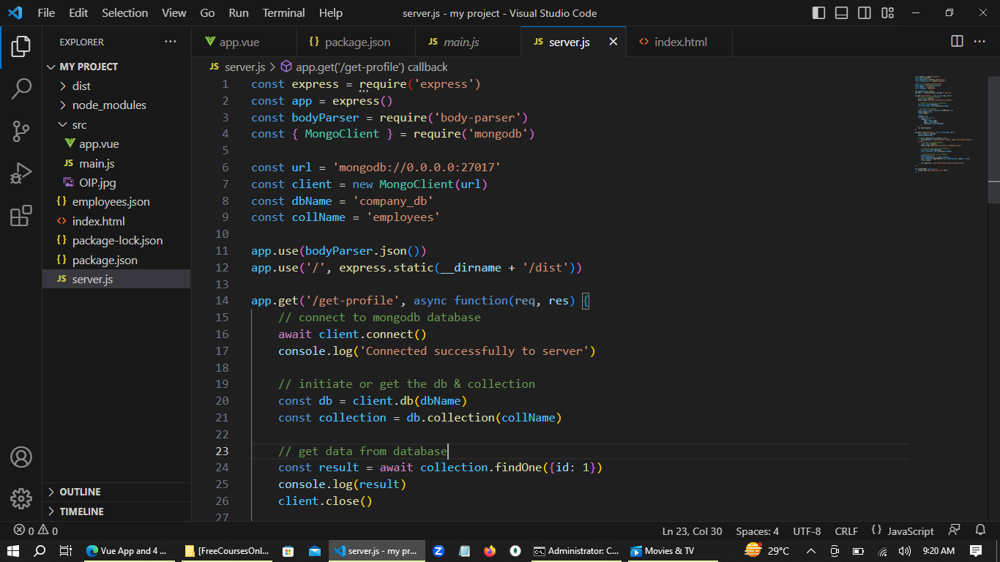 File Edit Selection View Go Run Terminal Help server.js - my project - Visual Studio Code
EXPLORER
MY PROJECT
dist
node_modules
src
app.vue
JS main.js
OIP.jpg
{} employees.json
<> index.html
{} package-lock.json
{} package.json
JS server.js
OUTLINE
TIMELINE
app.vue {} package.json JS main.js JS server.js <> index.html
JS server.js > app.get('/get-profile') callback
1 const express = require('express')
2 const app = express()
3 const bodyParser = require('body-parser')
4 const { MongoClient } = require('mongodb')
5
6 const url = 'mongodb://0.0.0.0:27017'
7 const client = new MongoClient(url)
8 const dbName = 'company_db'
9 const collName = 'employees'
10
11 app.use(bodyParser.json())
12 app.use('/', express.static(__dirname + '/dist'))
13
14 app.get('/get-profile', async function(req, res) {
15 // connect to mongodb database
16 await client.connect()
17 console.log('Connected successfully to server')
18
19 // initiate or get the db & collection
20 const db = client.db(dbName)
21 const collection = db.collection(collName)
22
23 // get data from database
24 const result = await collection.findOne({id: 1})
25 console.log(result)
26 client.close()
27
0 0 Ln 23, Col 30 Spaces: 4 UTF-8 CRLF {} JavaScript
Vue App and 4 ... [FreeCoursesOnl... server.js - my pr... Z Administrator: C... Movies & TV 29°C 9:20 AM